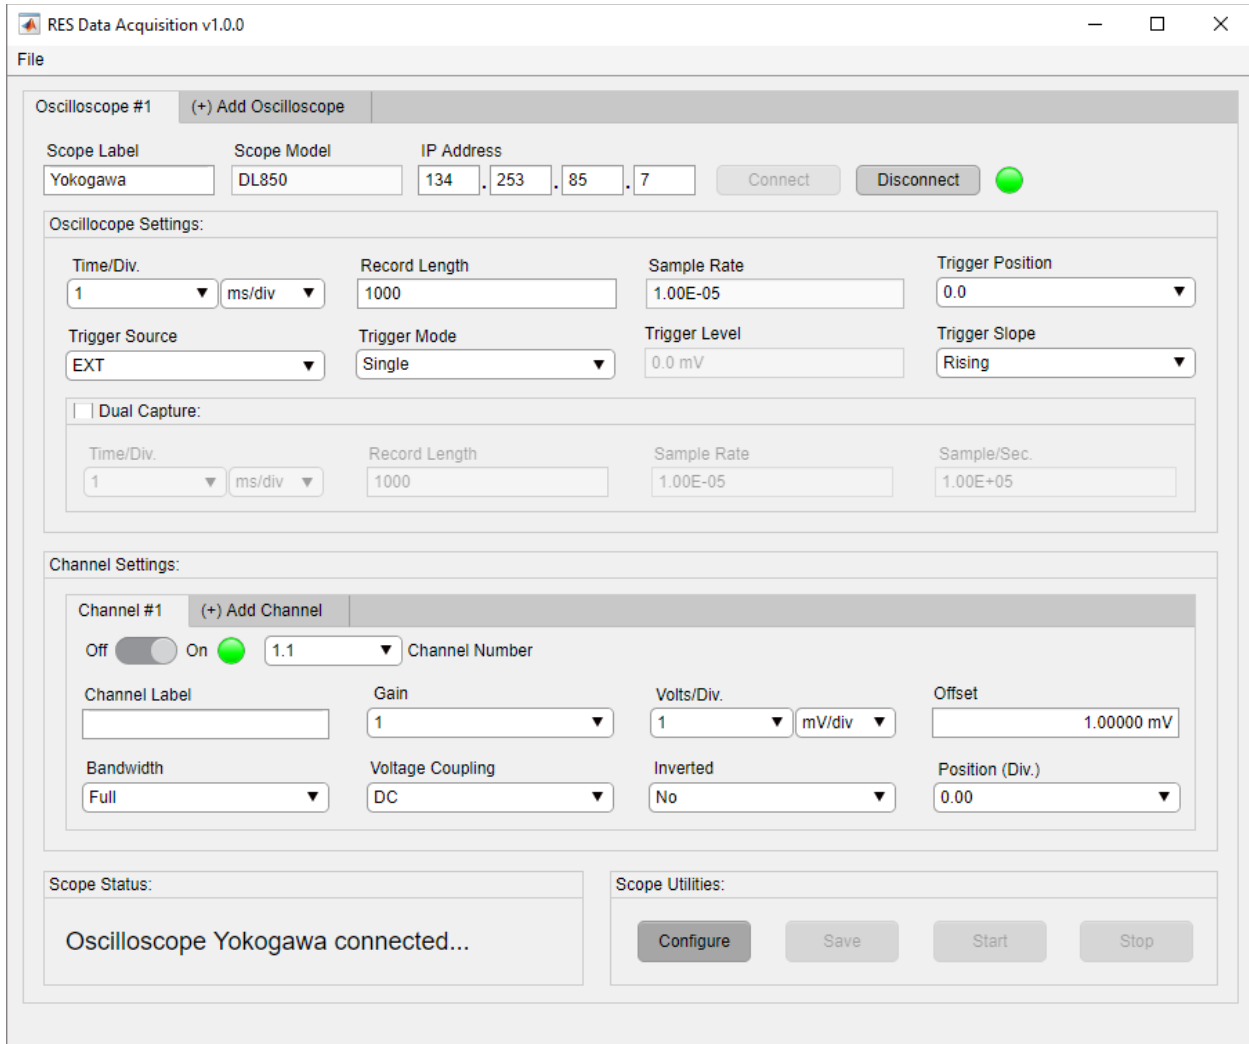 RES Data Acquisition v1.0.0
File
Oscilloscope #1 (+) Add Oscilloscope
Scope Label Scope Model IP Address
Yokogawa DL850 134 . 253 . 85 . 7 Connect Disconnect
Oscillocope Settings:
Time/Div. Record Length Sample Rate Trigger Position
1 ms/div 1000 1.00E-05 0.0
Trigger Source Trigger Mode Trigger Level Trigger Slope
EXT Single 0.0 mV Rising
Dual Capture:
Time/Div. Record Length Sample Rate Sample/Sec.
1 ms/div 1000 1.00E-05 1.00E+05
Channel Settings:
Channel #1 (+) Add Channel
Off On 1.1 Channel Number
Channel Label Gain Volts/Div. Offset
1 1 mV/div 1.00000 mV
Bandwidth Voltage Coupling Inverted Position (Div.)
Full DC No 0.00
Scope Status: Scope Utilities:
Oscilloscope Yokogawa connected... Configure Save Start Stop